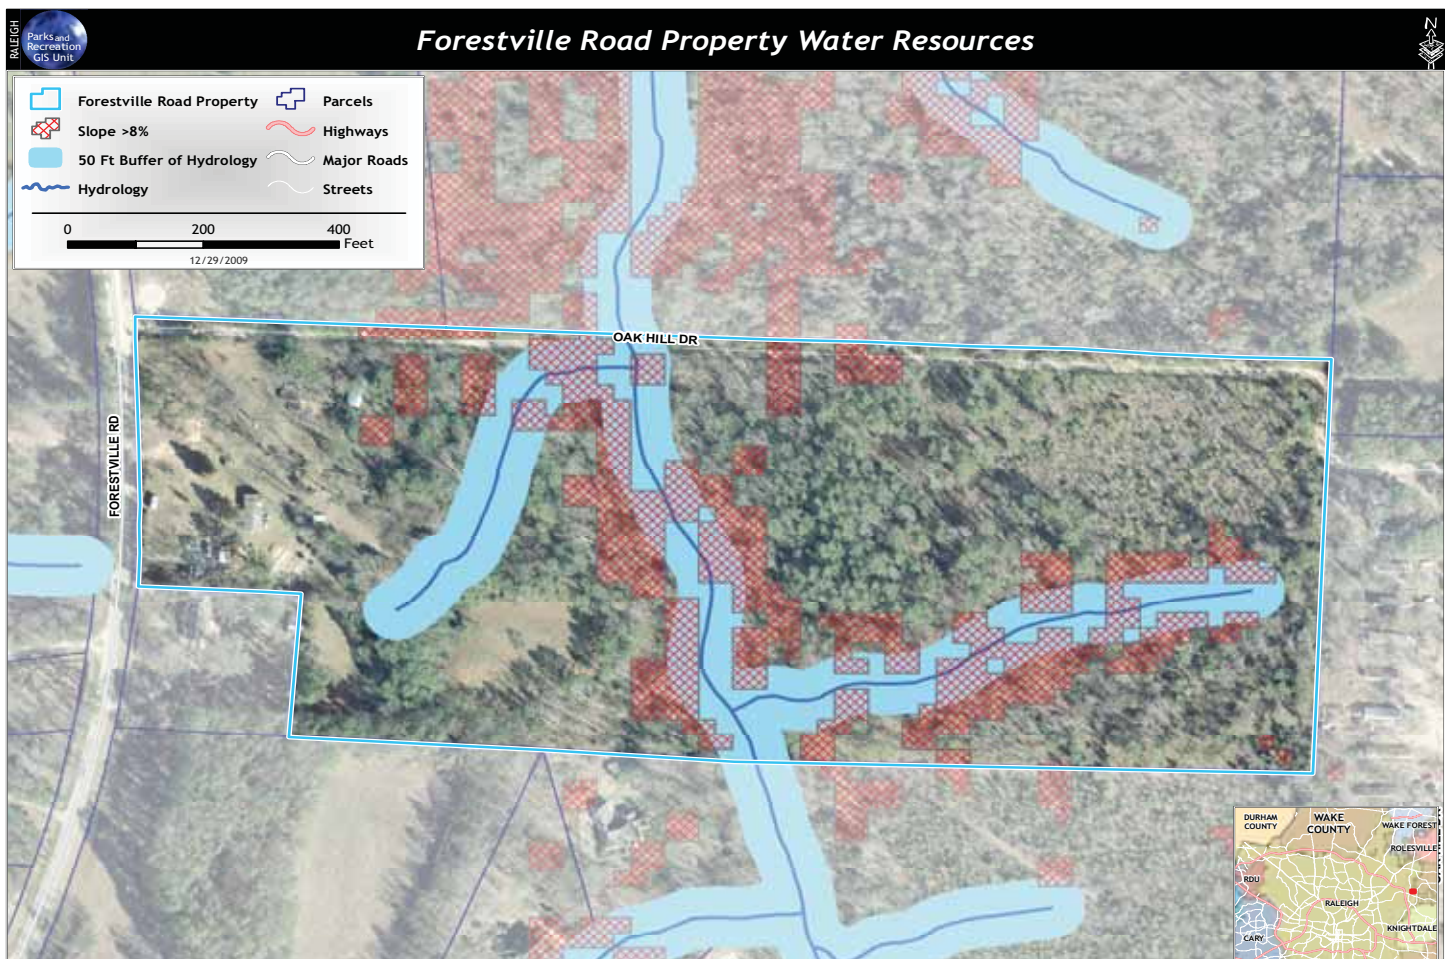 RALEIGH
Parks and
Recreation
GIS Unit
Forestville Road Property Water Resources
N
Forestville Road Property
Parcels
Slope >8%
Highways
50 Ft Buffer of Hydrology
Major Roads
Hydrology
Streets
0 200 400
Feet
12/29/2009
OAK HILL DR
FORESTVILLE RD
DURHAM
COUNTY
WAKE
COUNTY
WAKE FOREST
ROLESVILLE
RDU
RALEIGH
KNIGHTDALE
CARY